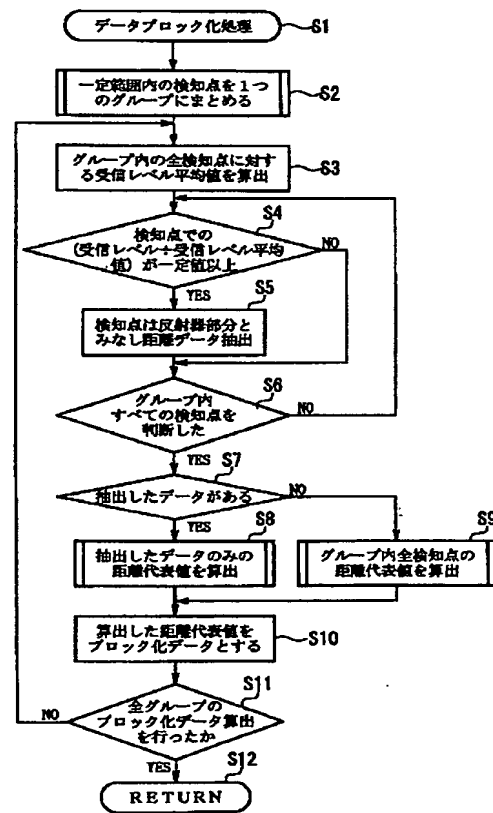 データブロック化処理
S1
一定範囲内の検知点を１つ
のグループにまとめる
S2
グループ内の全検知点に対す
る受信レベル平均値を算出
S3
S4
検知点での
(受信レベル÷受信レベル平均
値) が一定値以上
NO
YES
S5
検知点は反射器部分と
みなし距離データ抽出
S6
グループ内
すべての検知点を
判断した
NO
YES
S7
抽出したデータがある
NO
YES
S8
抽出したデータのみの
距離代表値を算出
S9
グループ内全検知点の
距離代表値を算出
算出した距離代表値を
ブロック化データとする
S10
S11
全グループの
ブロック化データ算出
を行ったか
NO
YES
S12
RETURN